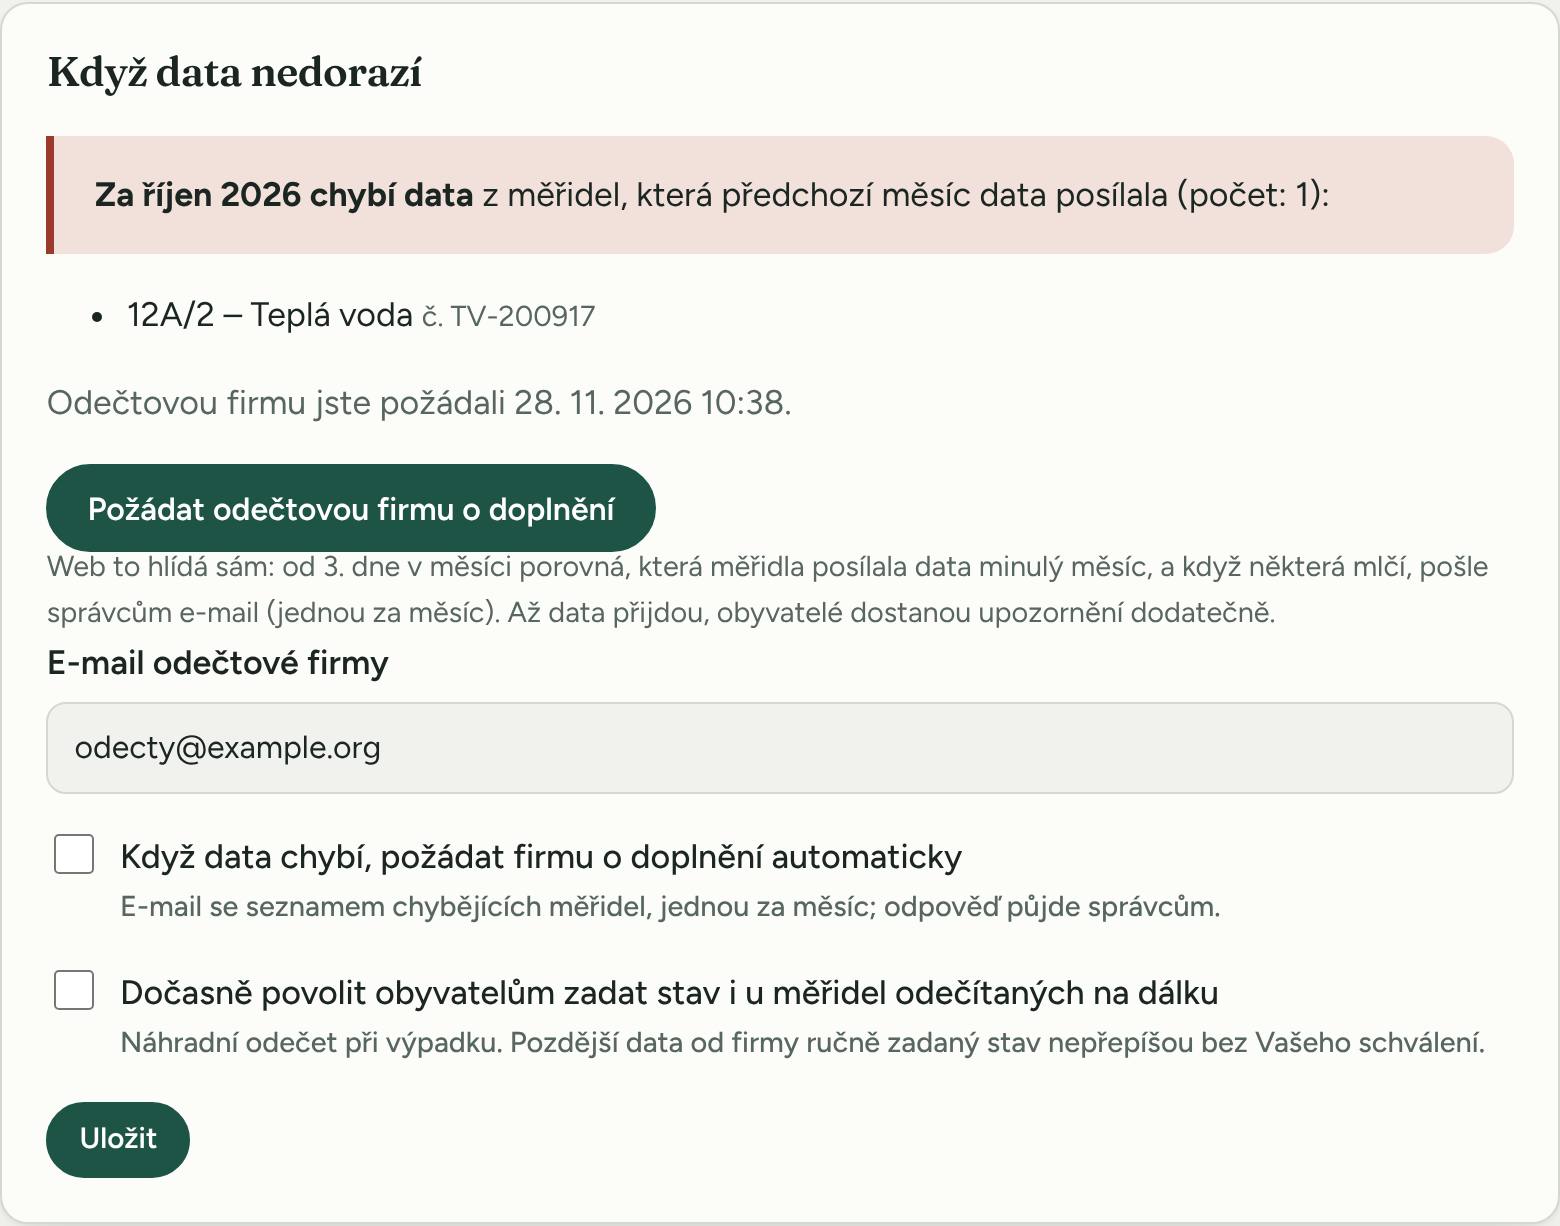 Když data nedorazí
Za říjen 2026 chybí data z měřidel, která předchozí měsíc data posílala (počet: 1):
• 12A/2 – Teplá voda č. TV-200917
Odečtovou firmu jste požádali 28. 11. 2026 10:38.
Požádat odečtovou firmu o doplnění
Web to hlídá sám: od 3. dne v měsíci porovná, která měřidla posílala data minulý měsíc, a když některá mlčí, pošle
správcům e-mail (jednou za měsíc). Až data přijdou, obyvatelé dostanou upozornění dodatečně.
E-mail odečtové firmy
odecty@example.org
Když data chybí, požádat firmu o doplnění automaticky
E-mail se seznamem chybějících měřidel, jednou za měsíc; odpověď půjde správcům.
Dočasně povolit obyvatelům zadat stav i u měřidel odečítaných na dálku
Náhradní odečet při výpadku. Pozdější data od firmy ručně zadaný stav nepřepíšou bez Vašeho schválení.
Uložit